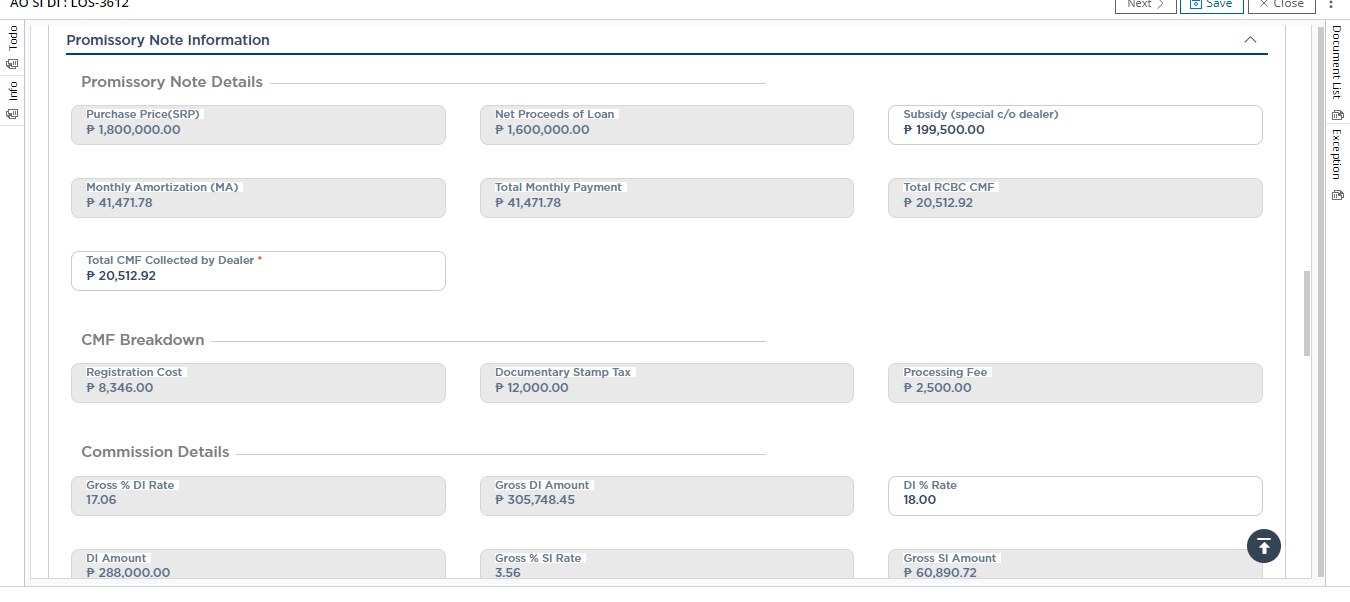 AO SI DI : LOS-3612
Next
Save
Close
Todo
Info
Document List
Exception
Promissory Note Information
Promissory Note Details
Purchase Price(SRP)
₱ 1,800,000.00
Net Proceeds of Loan
₱ 1,600,000.00
Subsidy (special c/o dealer)
₱ 199,500.00
Monthly Amortization (MA)
₱ 41,471.78
Total Monthly Payment
₱ 41,471.78
Total RCBC CMF
₱ 20,512.92
Total CMF Collected by Dealer *
₱ 20,512.92
CMF Breakdown
Registration Cost
₱ 8,346.00
Documentary Stamp Tax
₱ 12,000.00
Processing Fee
₱ 2,500.00
Commission Details
Gross % DI Rate
17.06
Gross DI Amount
₱ 305,748.45
DI % Rate
18.00
DI Amount
₱ 288,000.00
Gross % SI Rate
3.56
Gross SI Amount
₱ 60,890.72